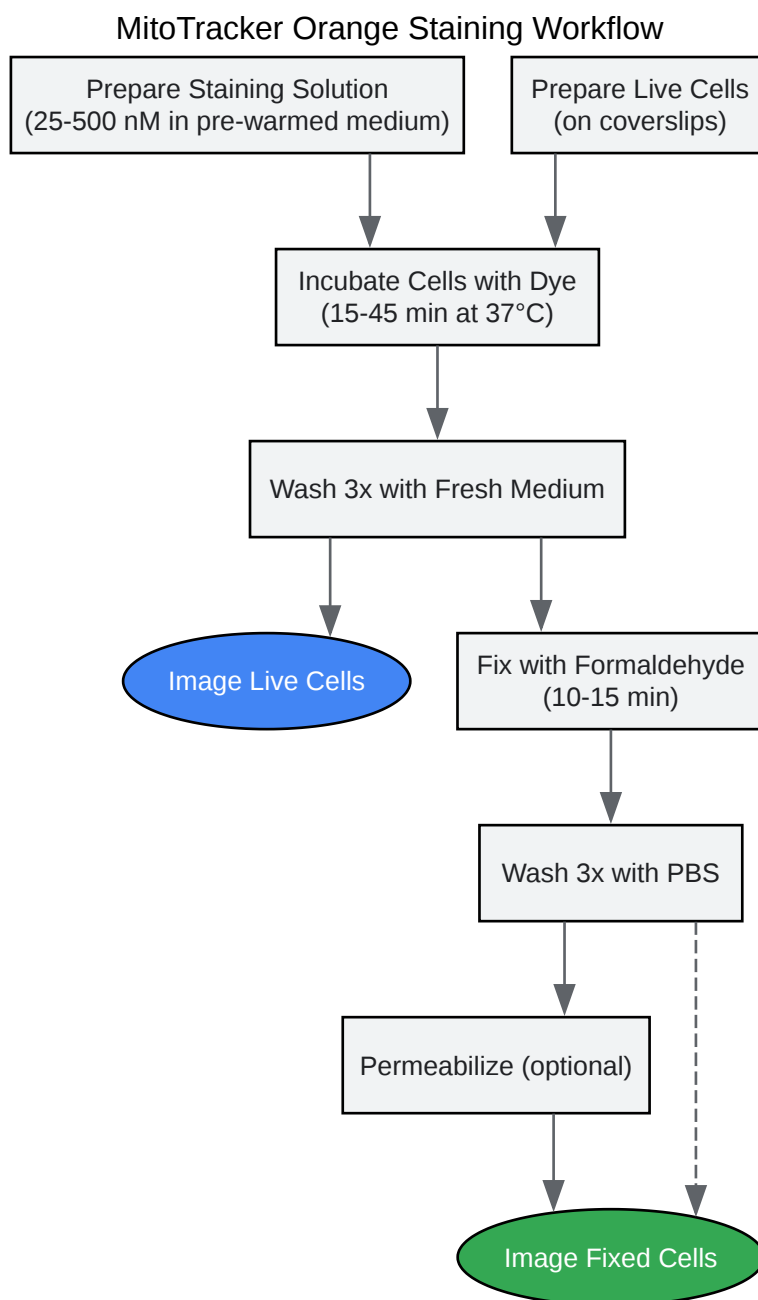 MitoTracker Orange Staining Workflow
Prepare Staining Solution
(25-500 nM in pre-warmed medium)
Prepare Live Cells
(on coverslips)
Incubate Cells with Dye
(15-45 min at 37°C)
Wash 3x with Fresh Medium
Image Live Cells
Fix with Formaldehyde
(10-15 min)
Wash 3x with PBS
Permeabilize (optional)
Image Fixed Cells